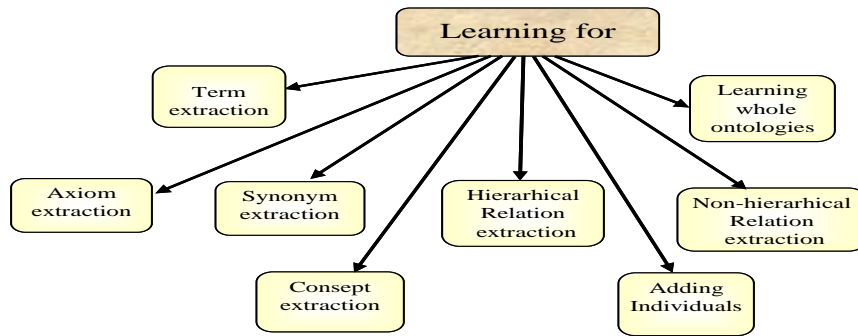 Learning for
Term
extraction
Learning
whole
ontologies
Axiom
extraction
Synonym
extraction
Hierarhical
Relation
extraction
Non-hierarhical
Relation
extraction
Consept
extraction
Adding
Individuals